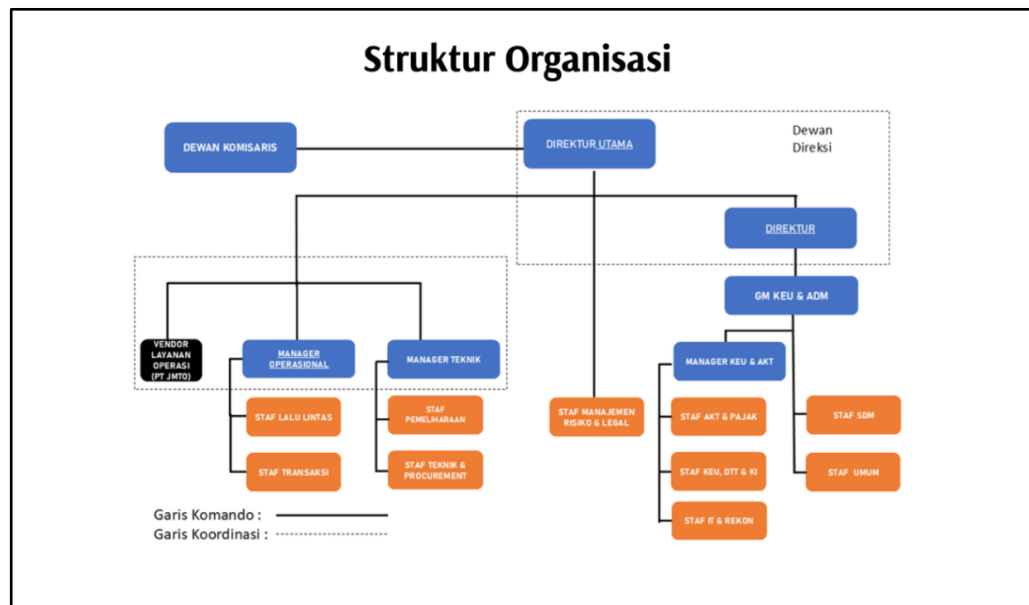 Struktur Organisasi
DEWAN KOMISARIS
DIREKTUR UTAMA
Dewan
Direksi
DIREKTUR
GM KEU & ADM
VENDOR
LAYANAN
OPERASI
(PT JMTO)
MANAGER
OPERASIONAL
MANAGER TEKNIK
MANAGER KEU & AKT
STAF LALU LINTAS
STAF
PEMELIHARAAN
STAF MANAJEMEN
RISIKO & LEGAL
STAF AKT & PAJAK
STAF SDM
STAF TRANSAKSI
STAF TEKNIK &
PROCUREMENT
STAF KEU, DTT & KI
STAF UMUM
STAF IT & REKON
Garis Komando :
Garis Koordinasi :